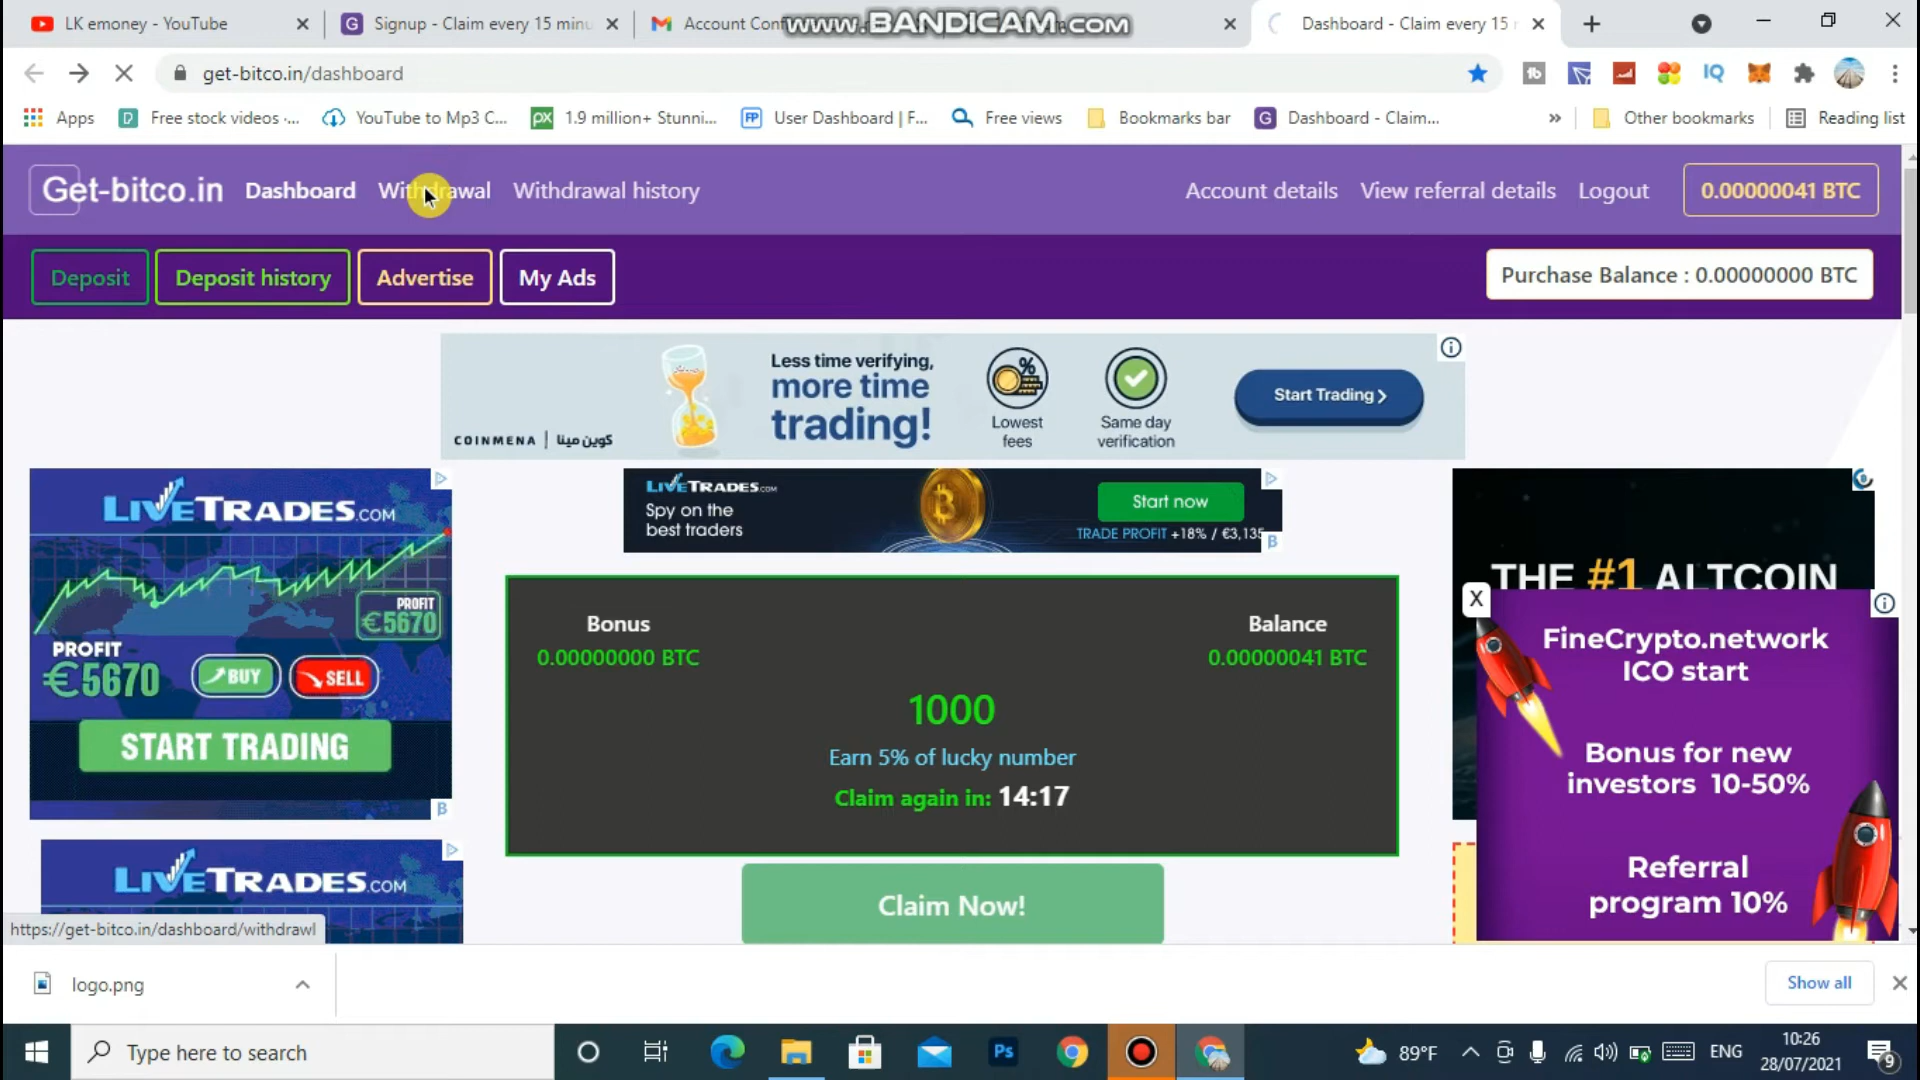 LK emoney - YouTube
Signup - Claim every 15 minu
Account Con
www.BANDICAM.com
Dashboard - Claim every 15
get-bitco.in/dashboard
Apps
Free stock videos -...
YouTube to Mp3 C...
1.9 million+ Stunni...
User Dashboard | F...
Free views
Bookmarks bar
Dashboard - Claim...
Other bookmarks
Reading list
Get-bitco.in
Dashboard
Withdrawal
Withdrawal history
Account details
View referral details
Logout
0.00000041 BTC
Deposit
Deposit history
Advertise
My Ads
Purchase Balance : 0.00000000 BTC
COINMENA | كوين مينا
Less time verifying,
more time
trading!
Lowest
fees
Same day
verification
Start Trading
LIVETRADES.COM
PROFIT
€5670
PROFIT
€5670
BUY
SELL
START TRADING
LIVETRADES.COM
Spy on the
best traders
Start now
TRADE PROFIT +18% / €3,135
Bonus
0.00000000 BTC
Balance
0.00000041 BTC
1000
Earn 5% of lucky number
Claim again in: 14:17
Claim Now!
THE #1 ALTCOIN
X
FineCrypto.network
ICO start
Bonus for new
investors 10-50%
Referral
program 10%
LIVETRADES.COM
https://get-bitco.in/dashboard/withdrawl
logo.png
Show all
Type here to search
Ps
89°F
ENG
10:26
28/07/2021
9